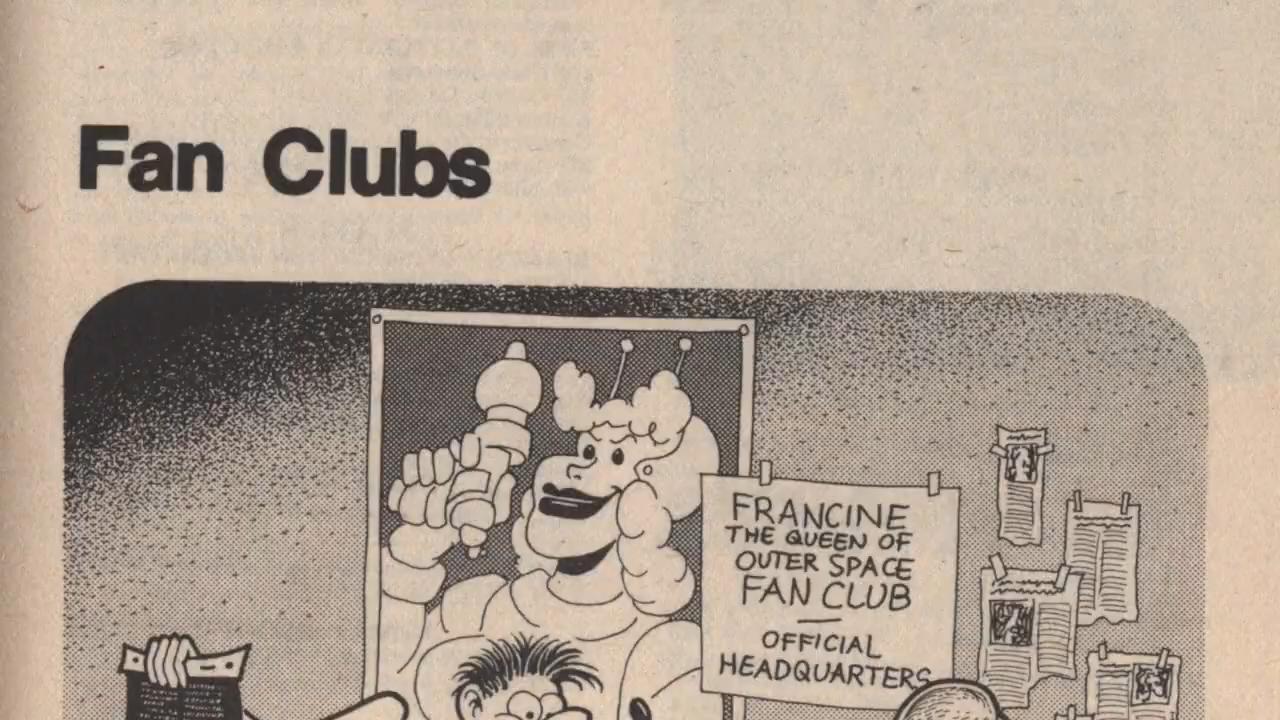 Fan Clubs
FRANCINE
THE QUEEN OF
OUTER SPACE
FAN CLUB
OFFICIAL
HEADQUARTERS